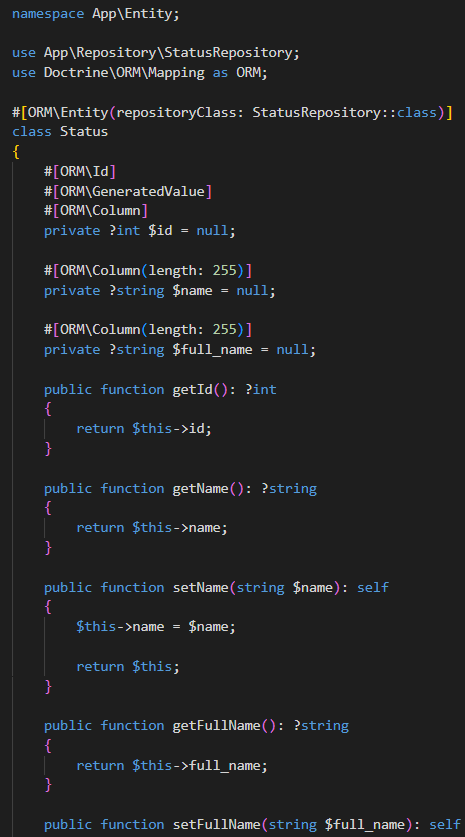 namespace App\Entity;

use App\Repository\StatusRepository;
use Doctrine\ORM\Mapping as ORM;

#[ORM\Entity(repositoryClass: StatusRepository::class)]
class Status
{
    #[ORM\Id]
    #[ORM\GeneratedValue]
    #[ORM\Column]
    private ?int $id = null;

    #[ORM\Column(length: 255)]
    private ?string $name = null;

    #[ORM\Column(length: 255)]
    private ?string $full_name = null;

    public function getId(): ?int
    {
        return $this->id;
    }

    public function getName(): ?string
    {
        return $this->name;
    }

    public function setName(string $name): self
    {
        $this->name = $name;

        return $this;
    }

    public function getFullName(): ?string
    {
        return $this->full_name;
    }

    public function setFullName(string $full_name): self